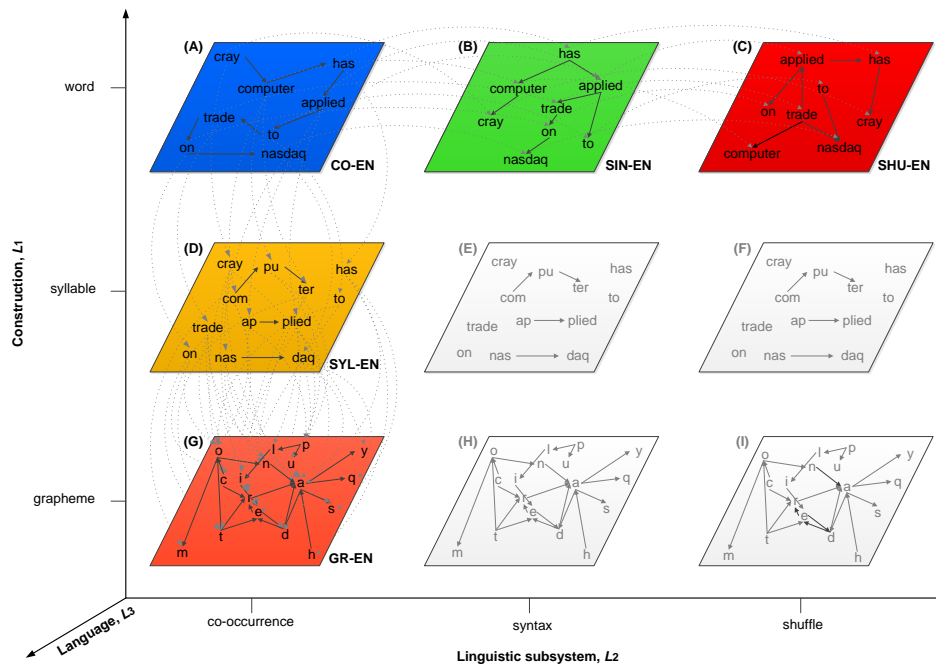 (A)
cray
has
computer
applied
trade
to
on
nasdaq
CO-EN
(B)
has
computer
applied
trade
cray
on
to
nasdaq
SIN-EN
(C)
applied
has
to
on
trade
cray
computer
nasdaq
SHU-EN
word
(D)
cray
pu
has
com
ter
to
trade
ap
plied
on
nas
daq
SYL-EN
(E)
cray
pu
has
com
ter
to
trade
ap
plied
on
nas
daq
(F)
cray
pu
has
com
ter
to
trade
ap
plied
on
nas
daq
syllable
(G)
o
l
p
y
n
u
c
i
a
q
r
e
s
t
d
m
h
GR-EN
(H)
o
l
p
y
n
u
c
i
a
q
r
e
s
t
d
m
h
(I)
o
l
p
y
n
u
c
i
a
q
r
e
s
t
d
m
h
grapheme
Construction, L1
Language, L3
co-occurrence
syntax
shuffle
Linguistic subsystem, L2